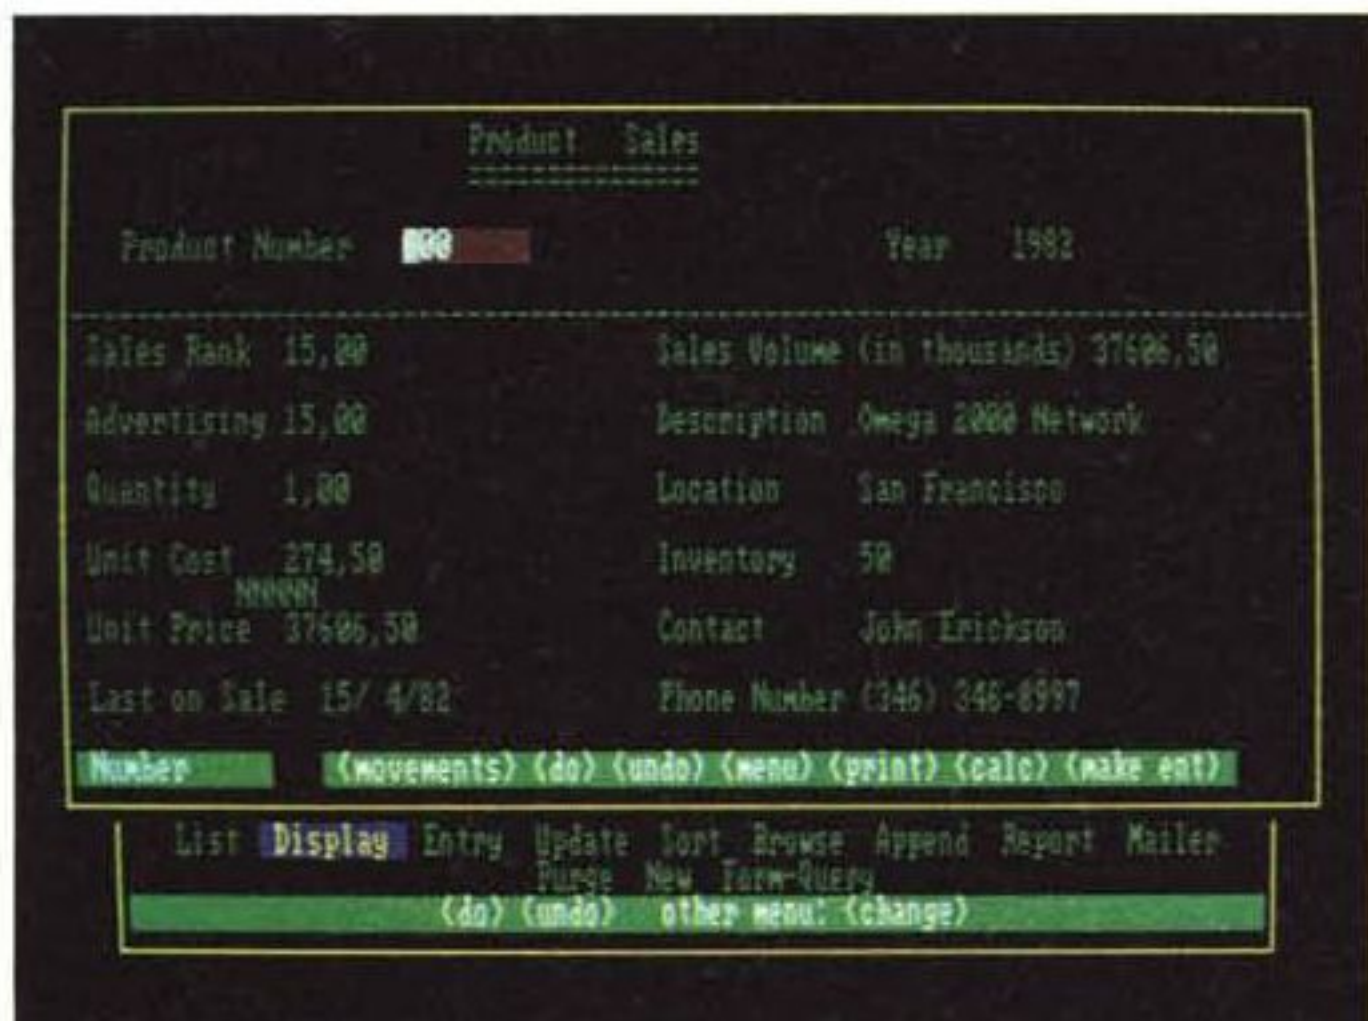 Product Sales
Product Number 00 Year 1982
Sales Rank 15,00 Sales Volume (in thousands) 37606,50
Advertising 15,00 Description Omega 2000 Network
Quantity 1,00 Location San Francisco
Unit Cost 274,50 Inventory 50
NNNNN
Unit Price 37606,50 Contact John Erickson
Last on Sale 15/ 4/82 Phone Number (346) 346-8997
Number (movements) (do) (undo) (menu) (print) (calc) (make ent)
List Display Entry Update Sort Browse Append Report Mailer
Purge New Form-Query
(do) (undo) other menu: (change)